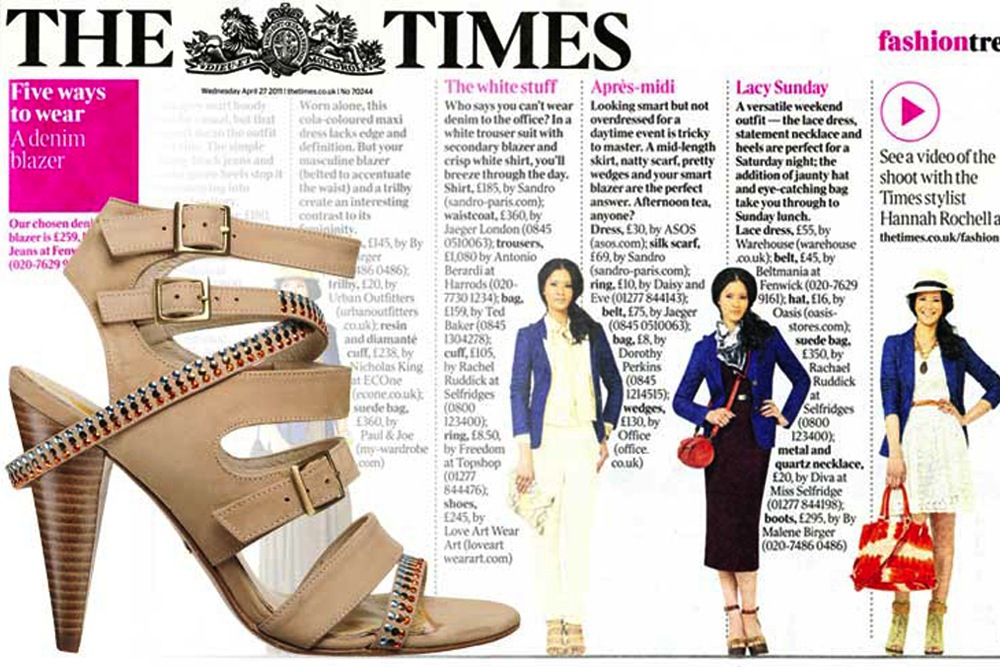 THE TIMES
DIEU ET MON DROIT
Wednesday April 27 2011 | thetimes.co.uk | No 70244
fashiontre
Five ways
to wear
A denim
blazer
Our chosen deni
blazer is £259,
Jeans at Fenw
(020-7629 9
Worn alone, this
cola-coloured maxi
dress lacks edge and
definition. But your
masculine blazer
(belted to accentuate
the waist) and a trilby
create an interesting
contrast to its
femininity.
£145, by By
rger
486 0486);
trilby, £20, by
Urban Outfitters
(urbanoutfitters
.co.uk); resin
and diamanté
cuff, £238, by
Nicholas King
at ECOne
(econe.co.uk);
suede bag,
£360, by
Paul & Joe
(my-wardrobe
.com)
The white stuff
Who says you can't wear
denim to the office? In a
white trouser suit with
secondary blazer and
crisp white shirt, you'll
breeze through the day.
Shirt, £185, by Sandro
(sandro-paris.com);
waistcoat, £360, by
Jaeger London (0845
0510063); trousers,
£1,080 by Antonio
Berardi at
Harrods (020-
7730 1234); bag,
£159, by Ted
Baker (0845
1304278);
cuff, £105,
by Rachel
Ruddick at
Selfridges
(0800
123400);
ring, £8.50,
by Freedom
at Topshop
(01277
844476);
shoes,
£245, by
Love Art Wear
Art (loveart
wearart.com)
Après-midi
Looking smart but not
overdressed for a
daytime event is tricky
to master. A mid-length
skirt, natty scarf, pretty
wedges and your smart
blazer are the perfect
answer. Afternoon tea,
anyone?
Dress, £30, by ASOS
(asos.com); silk scarf,
£69, by Sandro
(sandro-paris.com);
ring, £10, by Daisy and
Eve (01277 844143);
belt, £75, by Jaeger
(0845 0510063);
bag, £8, by
Dorothy
Perkins
(0845
1214515);
wedges,
£130, by
Office
(office.
co.uk)
Lacy Sunday
A versatile weekend
outfit — the lace dress,
statement necklace and
heels are perfect for a
Saturday night; the
addition of jaunty hat
and eye-catching bag
take you through to
Sunday lunch.
Lace dress, £55, by
Warehouse (warehouse
.co.uk); belt, £45, by
Beltmania at
Fenwick (020-7629
9161); hat, £16, by
Oasis (oasis-
stores.com);
suede bag,
£350, by
Rachael
Ruddick
at
Selfridges
(0800
123400);
metal and
quartz necklace,
£20, by Diva at
Miss Selfridge
(01277 844198);
boots, £295, by By
Malene Birger
(020-7486 0486)
See a video of the
shoot with the
Times stylist
Hannah Rochell a
thetimes.co.uk/fashion